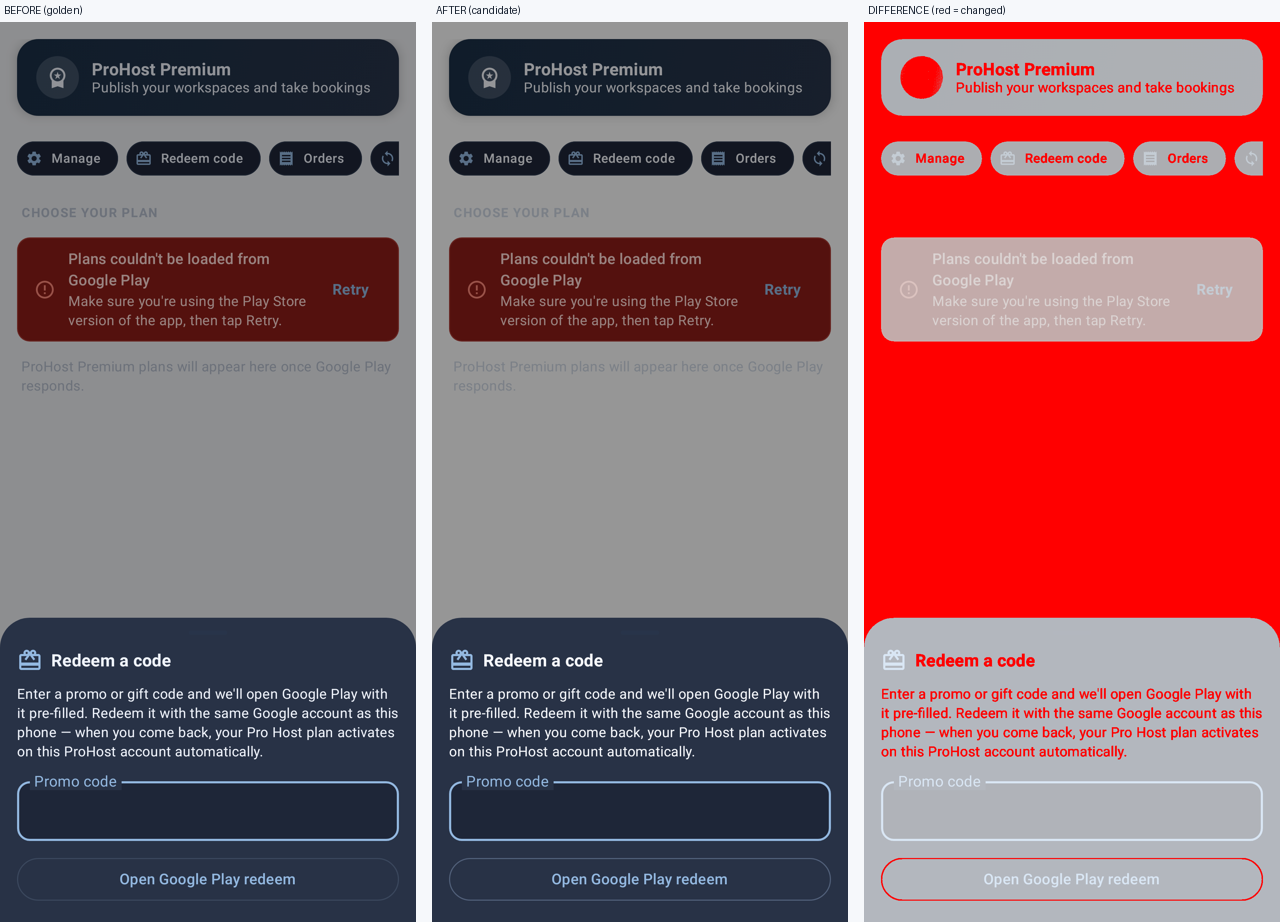 BEFORE (golden)
ProHost Premium
Publish your workspaces and take bookings
Manage
Redeem code
Orders
CHOOSE YOUR PLAN
Plans couldn't be loaded from
Google Play
Make sure you're using the Play Store
version of the app, then tap Retry.
Retry
ProHost Premium plans will appear here once Google Play
responds.
Redeem a code
Enter a promo or gift code and we'll open Google Play with
it pre-filled. Redeem it with the same Google account as this
phone — when you come back, your Pro Host plan activates
on this ProHost account automatically.
Promo code
Open Google Play redeem
AFTER (candidate)
ProHost Premium
Publish your workspaces and take bookings
Manage
Redeem code
Orders
CHOOSE YOUR PLAN
Plans couldn't be loaded from
Google Play
Make sure you're using the Play Store
version of the app, then tap Retry.
Retry
ProHost Premium plans will appear here once Google Play
responds.
Redeem a code
Enter a promo or gift code and we'll open Google Play with
it pre-filled. Redeem it with the same Google account as this
phone — when you come back, your Pro Host plan activates
on this ProHost account automatically.
Promo code
Open Google Play redeem
DIFFERENCE (red = changed)
ProHost Premium
Publish your workspaces and take bookings
Manage
Redeem code
Orders
Plans couldn't be loaded from
Google Play
Make sure you're using the Play Store
version of the app, then tap Retry.
Retry
Redeem a code
Enter a promo or gift code and we'll open Google Play with
it pre-filled. Redeem it with the same Google account as this
phone — when you come back, your Pro Host plan activates
on this ProHost account automatically.
Promo code
Open Google Play redeem